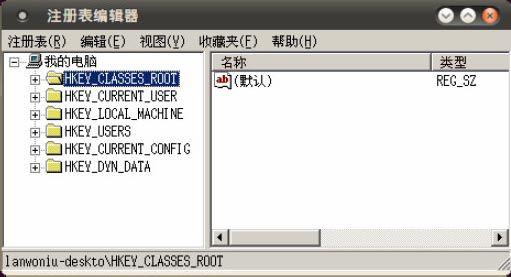 注册表编辑器
注册表(R) 编辑(E) 视图(V) 收藏夹(F) 帮助(H)
我的电脑
HKEY_CLASSES_ROOT
HKEY_CURRENT_USER
HKEY_LOCAL_MACHINE
HKEY_USERS
HKEY_CURRENT_CONFIG
HKEY_DYN_DATA
名称 类型
ab (默认) REG_SZ
lanwoniu-deskto\HKEY_CLASSES_ROOT